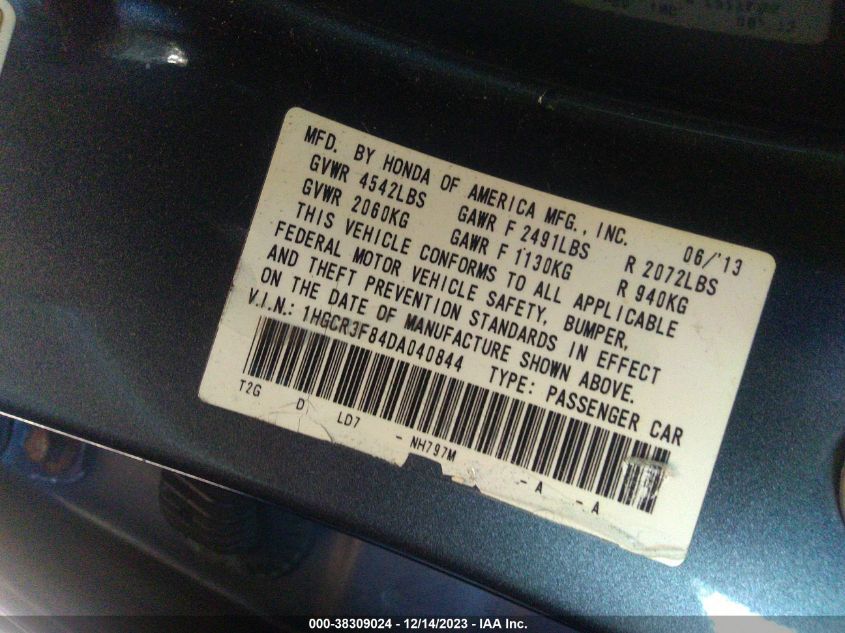 MFD. BY HONDA OF AMERICA MFG., INC. 06/'13
GVWR 4542LBS GAWR F 2491LBS R 2072LBS
GVWR 2060KG GAWR F 1130KG R 940KG
THIS VEHICLE CONFORMS TO ALL APPLICABLE
FEDERAL MOTOR VEHICLE SAFETY, BUMPER,
AND THEFT PREVENTION STANDARDS IN EFFECT
ON THE DATE OF MANUFACTURE SHOWN ABOVE.
V.I.N.: 1HGCR3F84DA040844 TYPE: PASSENGER CAR
T2G D LD7 - NH797M - A - A
000-38309024 - 12/14/2023 - IAA Inc.